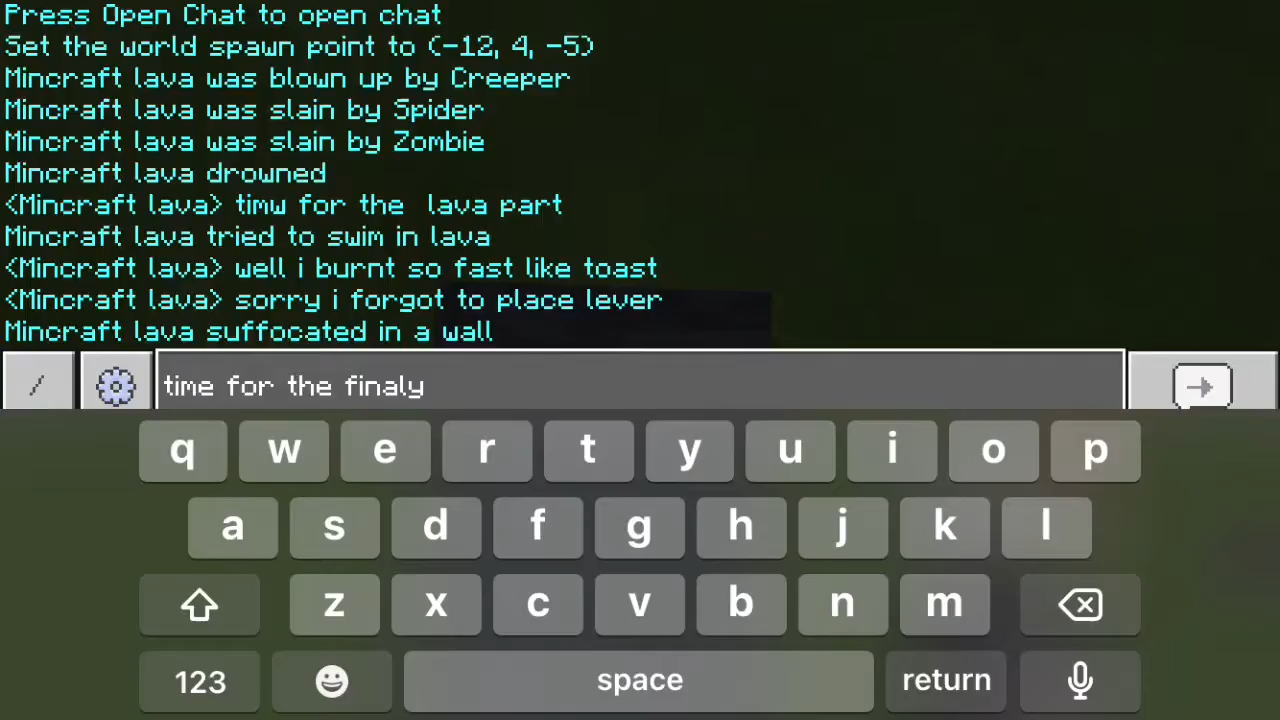 Press Open Chat to open chat
Set the world spawn point to (-12, 4, -5)
Mincraft lava was blown up by Creeper
Mincraft lava was slain by Spider
Mincraft lava was slain by Zombie
Mincraft lava drowned
<Mincraft lava> timw for the  lava part
Mincraft lava tried to swim in lava
<Mincraft lava> well i burnt so fast like toast
<Mincraft lava> sorry i forgot to place lever
Mincraft lava suffocated in a wall
/ time for the finaly
q w e r t y u i o p
a s d f g h j k l
z x c v b n m
123 space return